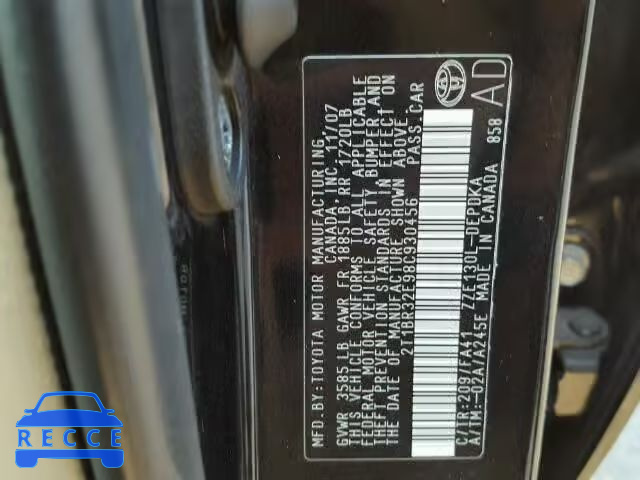 MFD. BY: TOYOTA MOTOR MANUFACTURING,
CANADA, INC. 11/07
GVWR 3585LB GAWR FR 1885LB RR 1720LB
THIS VEHICLE CONFORMS TO ALL APPLICABLE
FEDERAL MOTOR VEHICLE SAFETY, BUMPER AND
THEFT PREVENTION STANDARDS IN EFFECT ON
THE DATE OF MANUFACTURE SHOWN ABOVE.
2T1BR32E98C930456 PASS. CAR
C/TR: 209/FA41 ZZE130L-DEPDKA
A/TM: -02A/A245E MADE IN CANADA 858
AD
RECCE